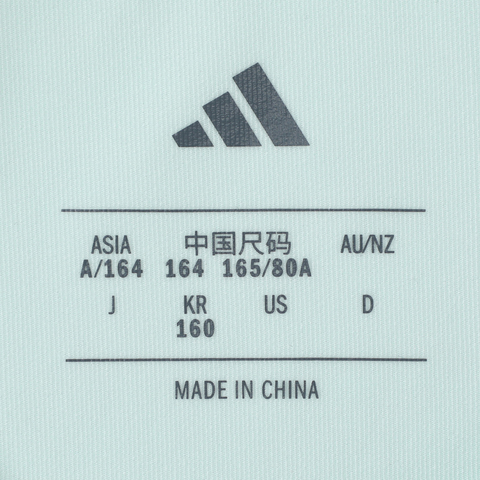 ASIA 中国尺码 AU/NZ
A/164 164 165/80A
J KR US D
160
MADE IN CHINA